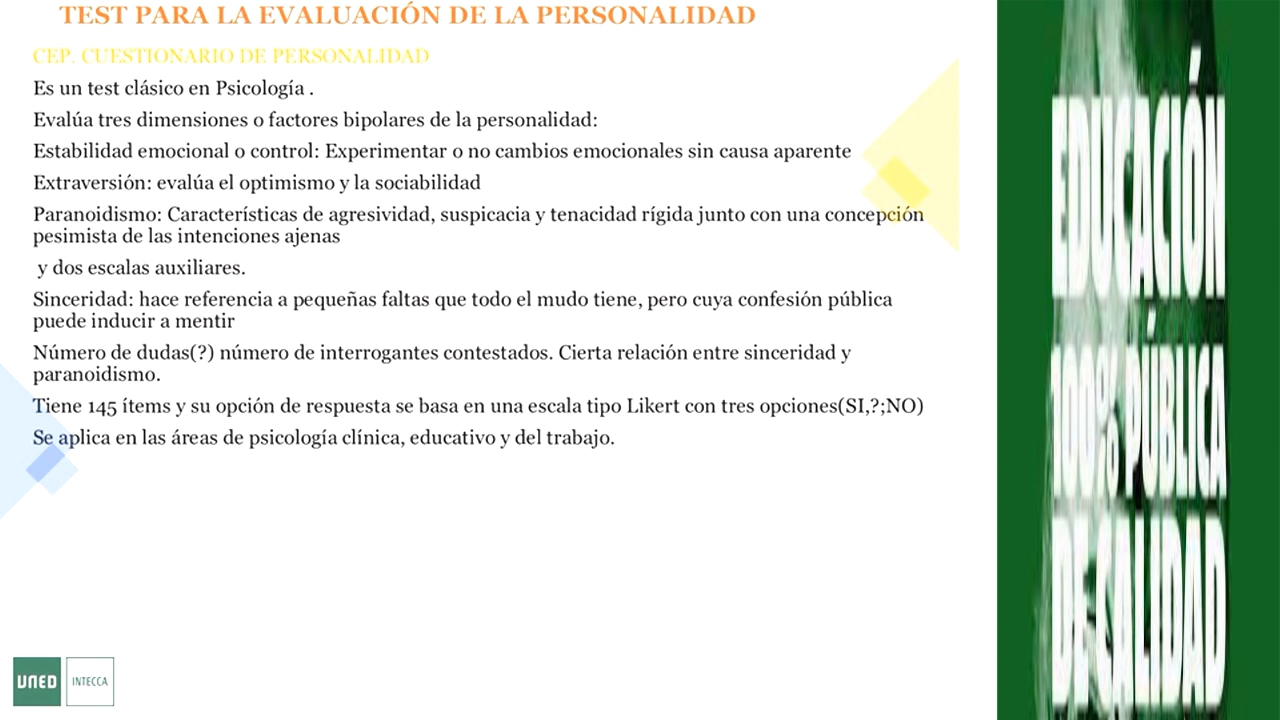 TEST PARA LA EVALUACIÓN DE LA PERSONALIDAD
CEP. CUESTIONARIO DE PERSONALIDAD
Es un test clásico en Psicología .
Evalúa tres dimensiones o factores bipolares de la personalidad:
Estabilidad emocional o control: Experimentar o no cambios emocionales sin causa aparente
Extraversión: evalúa el optimismo y la sociabilidad
Paranoidismo: Características de agresividad, suspicacia y tenacidad rígida junto con una concepción
pesimista de las intenciones ajenas
y dos escalas auxiliares.
Sinceridad: hace referencia a pequeñas faltas que todo el mudo tiene, pero cuya confesión pública
puede inducir a mentir
Número de dudas(?) número de interrogantes contestados. Cierta relación entre sinceridad y
paranoidismo.
Tiene 145 ítems y su opción de respuesta se basa en una escala tipo Likert con tres opciones(SI,?;NO)
Se aplica en las áreas de psicología clínica, educativo y del trabajo.
UNED
INTECCA
EDUCACIÓN
100% PÚBLICA
DE CALIDAD